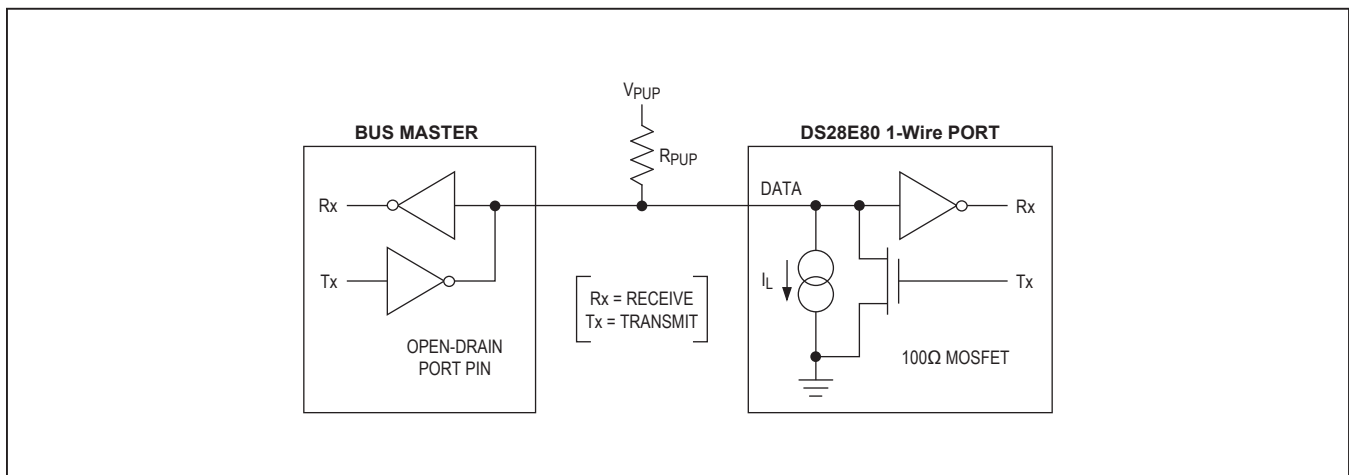 VPUP
BUS MASTER
DS28E80 1-Wire PORT
RPUP
DATA
Rx
Rx
IL
Tx
Tx
Rx = RECEIVE
Tx = TRANSMIT
OPEN-DRAIN
PORT PIN
100Ω MOSFET